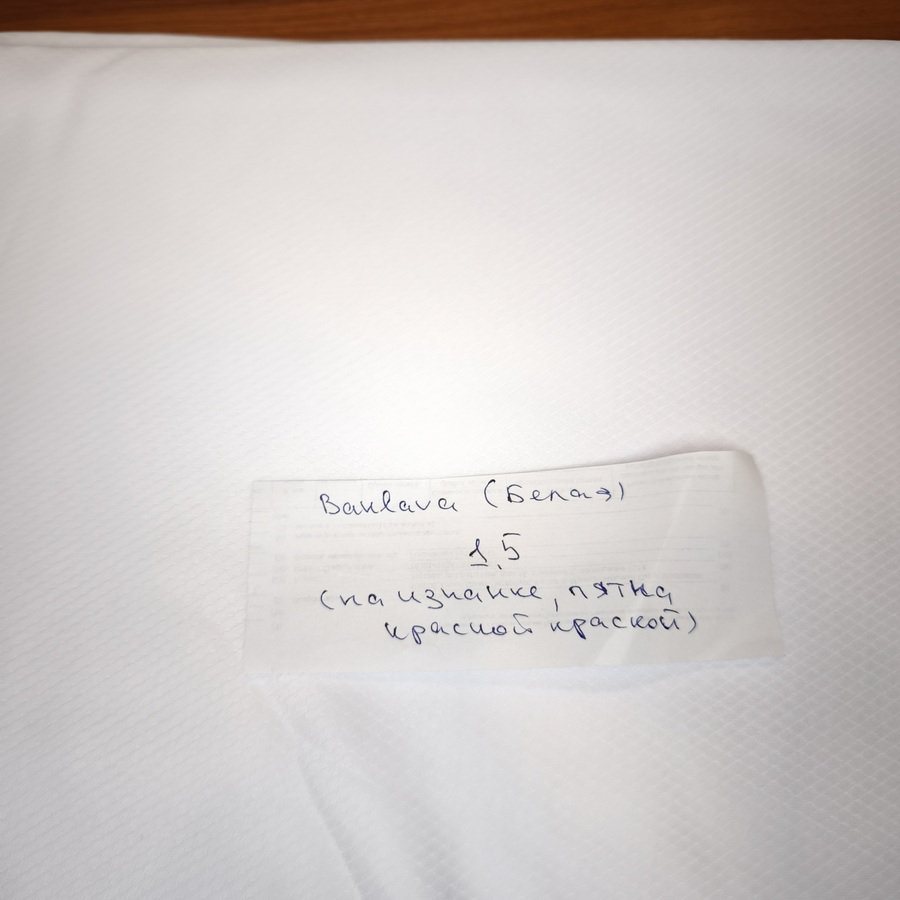 Baklava (Белая)
1,5
(на изнанке, пятна
красной краской)